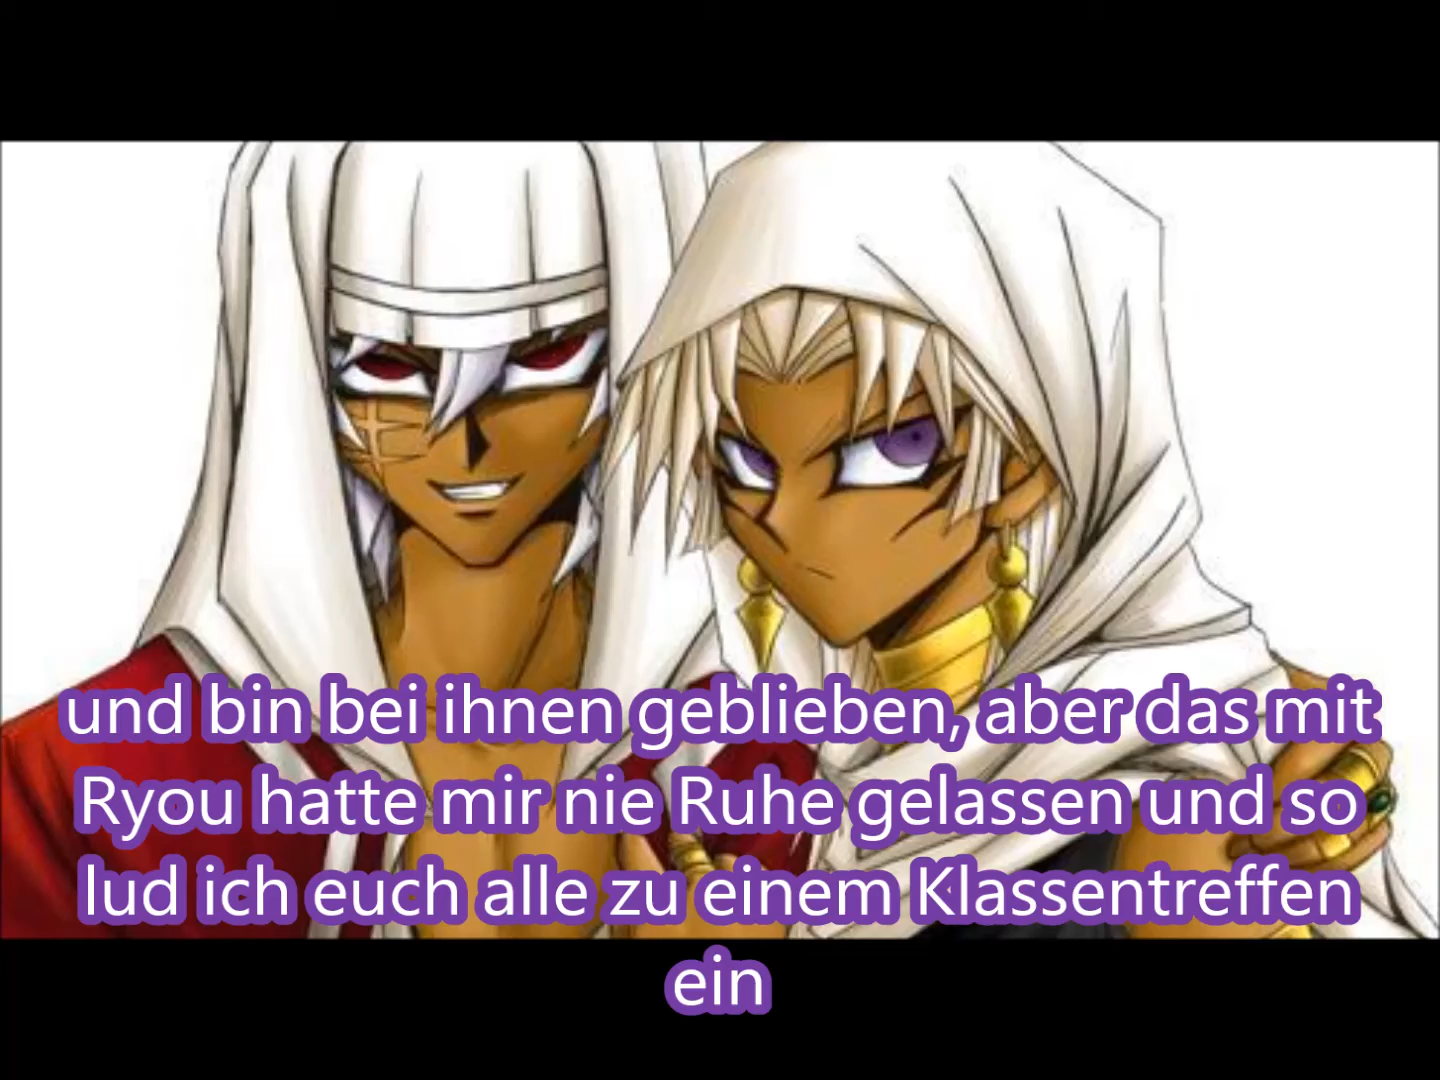 und bin bei ihnen geblieben, aber das mit
Ryou hatte mir nie Ruhe gelassen und so
lud ich euch alle zu einem Klassentreffen
ein